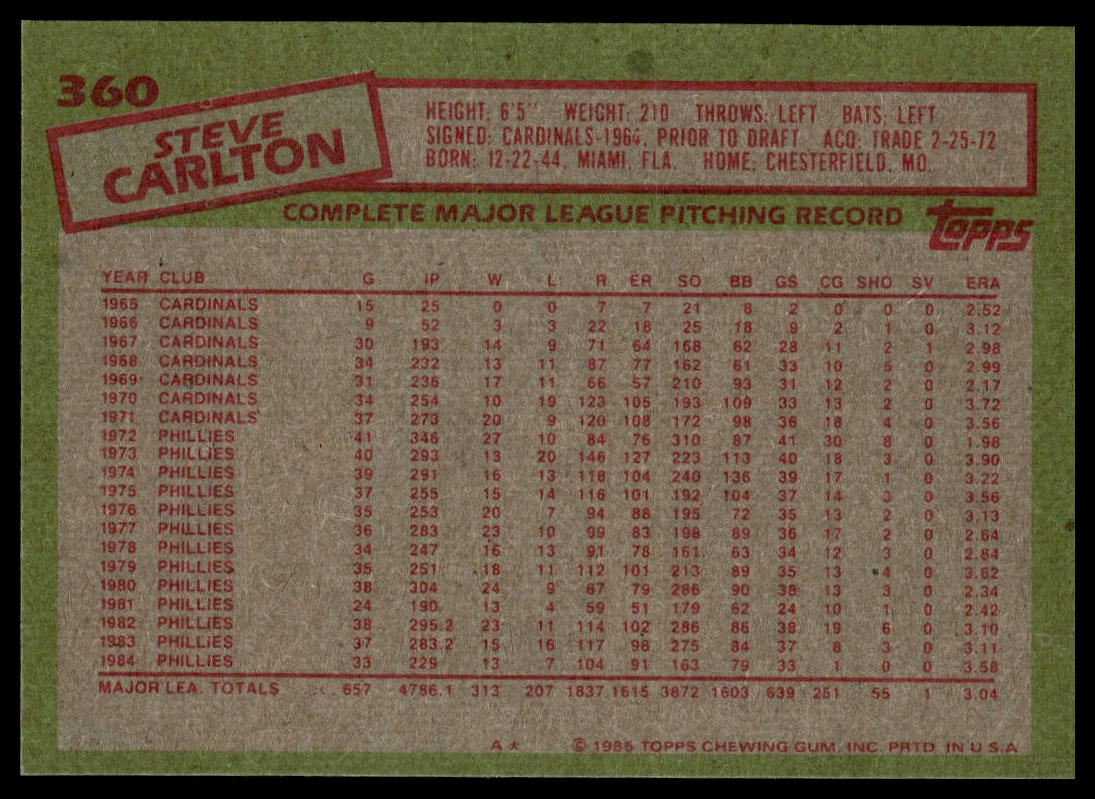 360
STEVE
CARLTON
HEIGHT: 6'5" WEIGHT: 210 THROWS: LEFT BATS: LEFT
SIGNED: CARDINALS-1964, PRIOR TO DRAFT ACQ: TRADE 2-25-72
BORN: 12-22-44, MIAMI, FLA. HOME: CHESTERFIELD, MO.
COMPLETE MAJOR LEAGUE PITCHING RECORD
TOPPS
YEAR CLUB G IP W L R ER SO BB GS CG SHO SV ERA
1965 CARDINALS 15 25 0 0 7 7 21 8 2 0 0 0 2.52
1966 CARDINALS 9 52 3 3 22 18 25 18 9 2 1 0 3.12
1967 CARDINALS 30 193 14 9 71 64 168 62 28 11 2 1 2.98
1968 CARDINALS 34 232 13 11 87 77 162 61 33 10 5 0 2.99
1969 CARDINALS 31 236 17 11 66 57 210 93 31 12 2 0 2.17
1970 CARDINALS 34 254 10 19 123 105 193 109 33 13 2 0 3.72
1971 CARDINALS 37 273 20 9 120 108 172 98 36 18 4 0 3.56
1972 PHILLIES 41 346 27 10 84 76 310 87 41 30 8 0 1.98
1973 PHILLIES 40 293 13 20 146 127 223 113 40 18 3 0 3.90
1974 PHILLIES 39 291 16 13 118 104 240 136 39 17 1 0 3.22
1975 PHILLIES 37 255 15 14 116 101 192 104 37 14 3 0 3.56
1976 PHILLIES 35 253 20 7 94 88 195 72 35 13 2 0 3.13
1977 PHILLIES 36 283 23 10 99 83 198 89 36 17 2 0 2.64
1978 PHILLIES 34 247 16 13 91 78 161 63 34 12 3 0 2.84
1979 PHILLIES 35 251 18 11 112 101 213 89 35 13 4 0 3.62
1980 PHILLIES 38 304 24 9 87 79 286 90 38 13 3 0 2.34
1981 PHILLIES 24 190 13 4 59 51 179 62 24 10 1 0 2.42
1982 PHILLIES 38 295.2 23 11 114 102 286 86 38 19 6 0 3.10
1983 PHILLIES 37 283.2 15 16 117 98 275 84 37 8 3 0 3.11
1984 PHILLIES 33 229 13 7 104 91 163 79 33 1 0 0 3.58
MAJOR LEA. TOTALS 657 4786.1 313 207 1837 1615 3872 1603 639 251 55 1 3.04
A★ © 1985 TOPPS CHEWING GUM, INC. PRTD. IN U.S.A.